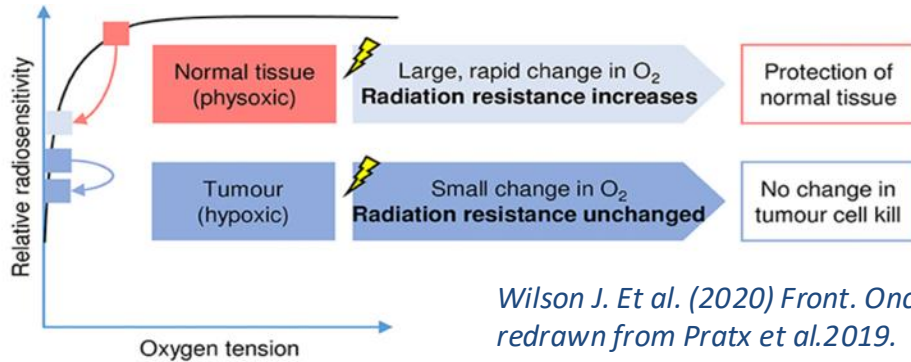 Relative radiosensitivity
Normal tissue
(physoxic)
Large, rapid change in O₂
Radiation resistance increases
Protection of
normal tissue
Tumour
(hypoxic)
Small change in O₂
Radiation resistance unchanged
No change in
tumour cell kill
Oxygen tension
Wilson J. Et al. (2020) Front.
redrawn from Pratx et al.2019.